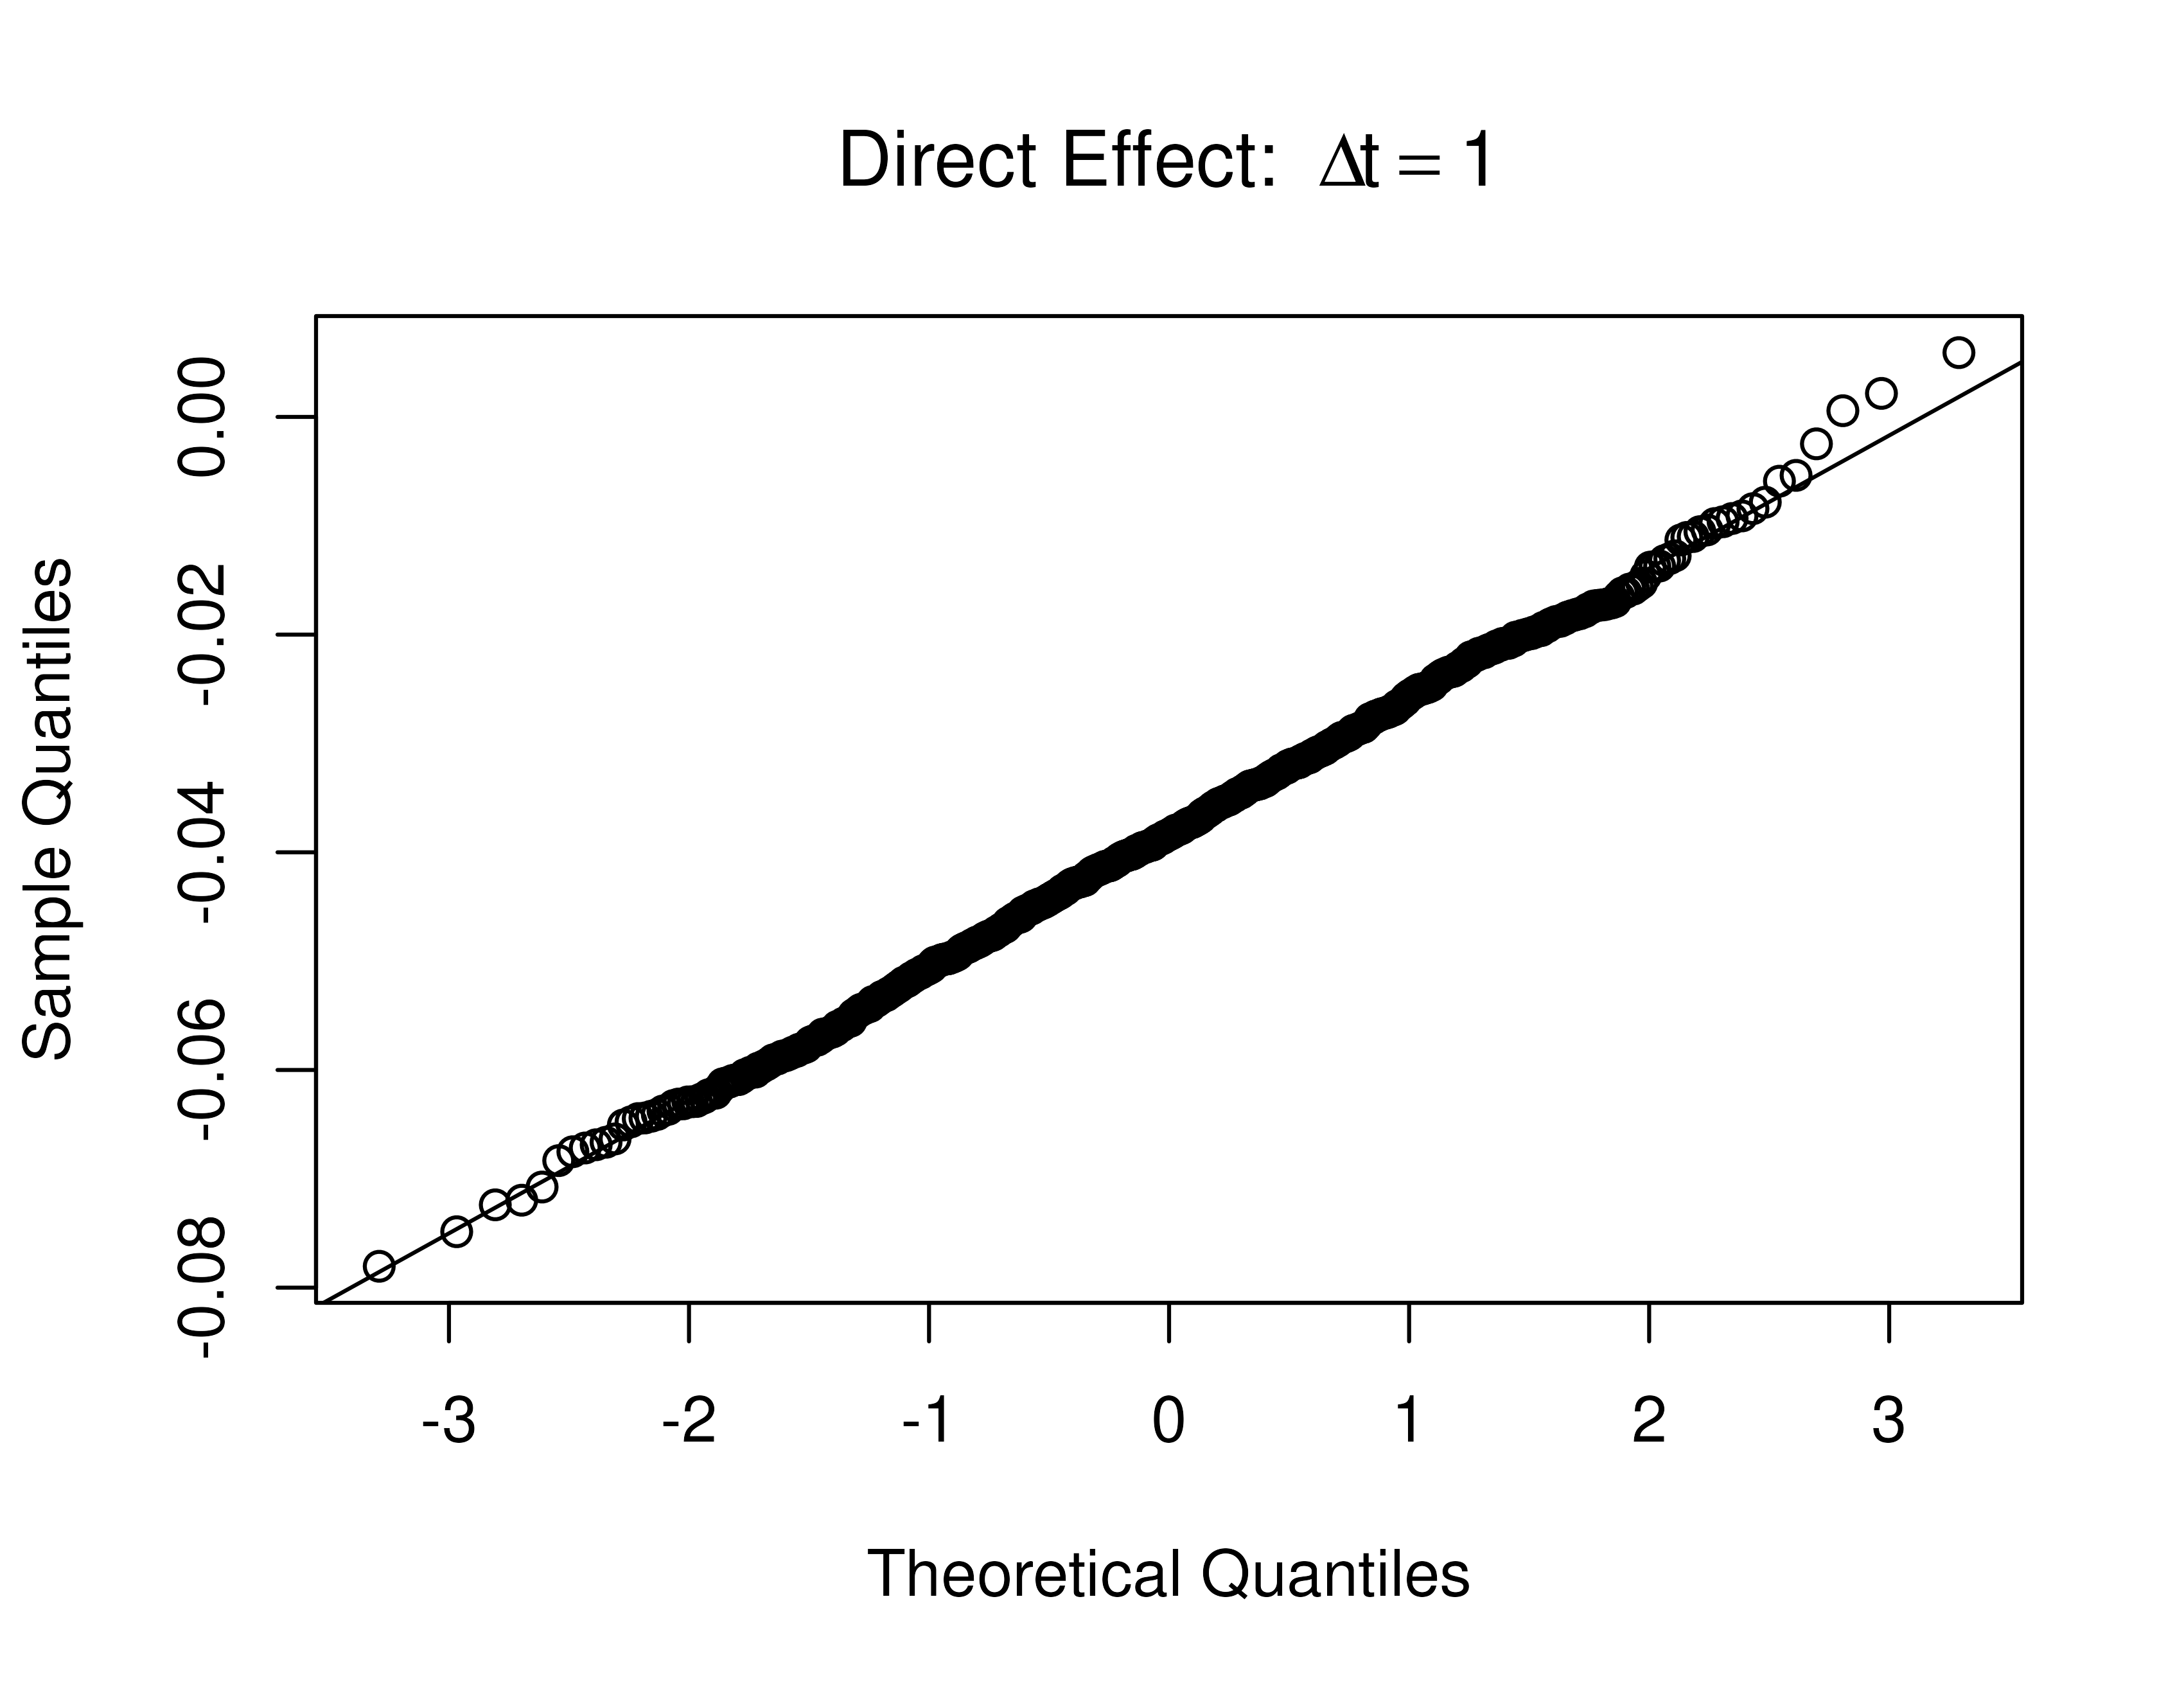 Direct Effect: Δt = 1
Sample Quantiles
0.00
-0.02
-0.04
-0.06
-0.08
-3 -2 -1 0 1 2 3
Theoretical Quantiles